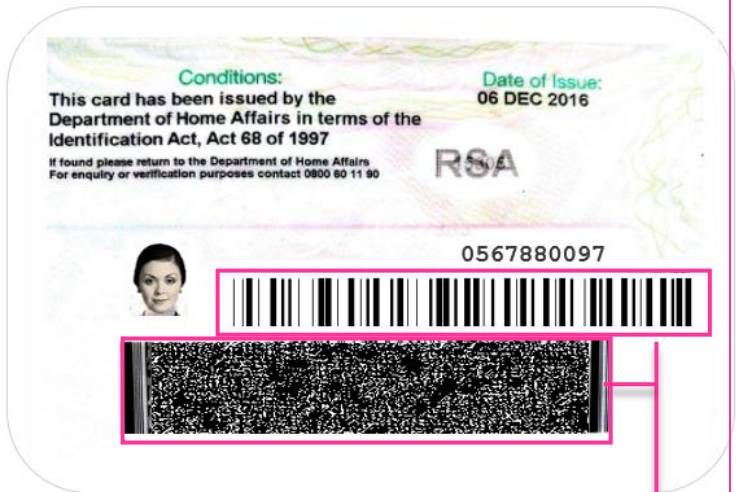 Conditions:
This card has been issued by the
Department of Home Affairs in terms of the
Identification Act, Act 68 of 1997
If found please return to the Department of Home Affairs
For enquiry or verification purposes contact 0800 60 11 90
Date of Issue:
06 DEC 2016
RSA
0567880097